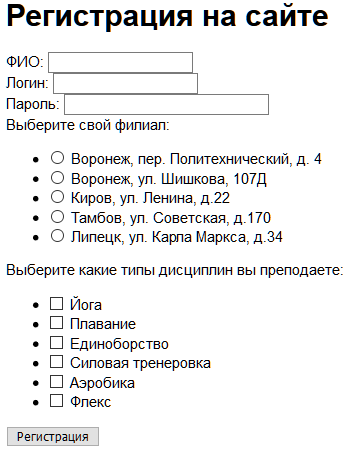 Регистрация на сайте
ФИО:
Логин:
Пароль:
Выберите свой филиал:
Воронеж, пер. Политехнический, д. 4
Воронеж, ул. Шишкова, 107Д
Киров, ул. Ленина, д.22
Тамбов, ул. Советская, д.170
Липецк, ул. Карла Маркса, д.34
Выберите какие типы дисциплин вы преподаете:
Йога
Плавание
Единоборство
Силовая тренеровка
Аэробика
Флекс
Регистрация